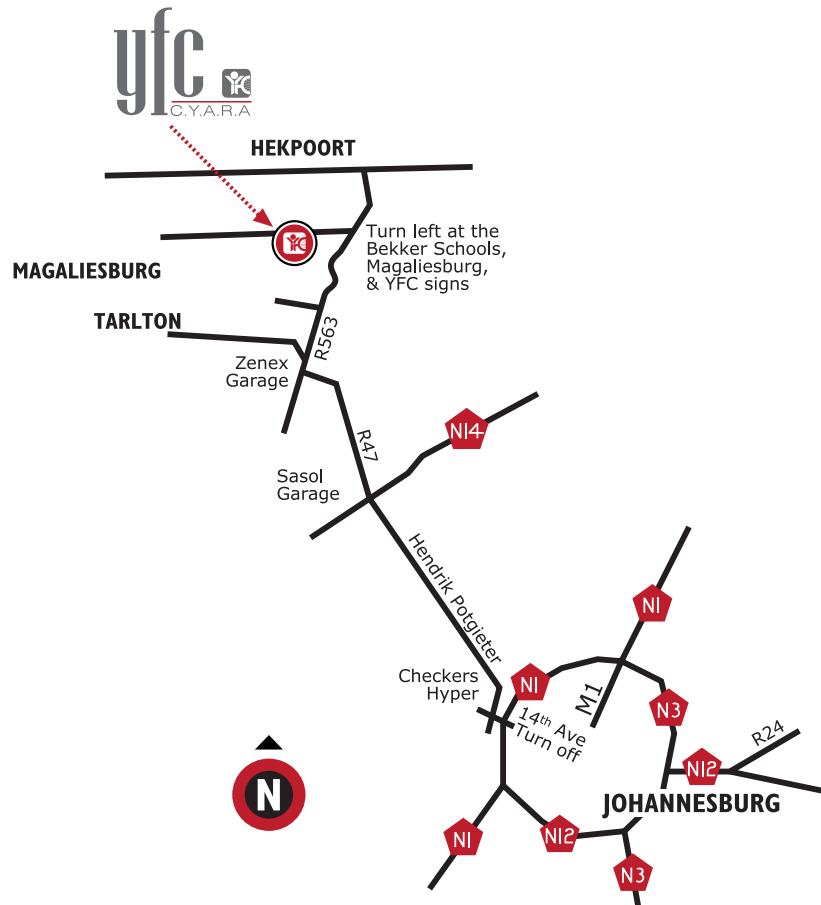 yfc
C.Y.A.R.A
HEKPOORT
Turn left at the
Bekker Schools,
Magaliesburg,
& YFC signs
MAGALIESBURG
TARLTON
R563
Zenex
Garage
R47
N14
Sasol
Garage
Hendrik Potgieter
N1
Checkers
Hyper
N1
M1
N3
14th Ave
Turn off
R24
N12
N
JOHANNESBURG
N1
N12
N3